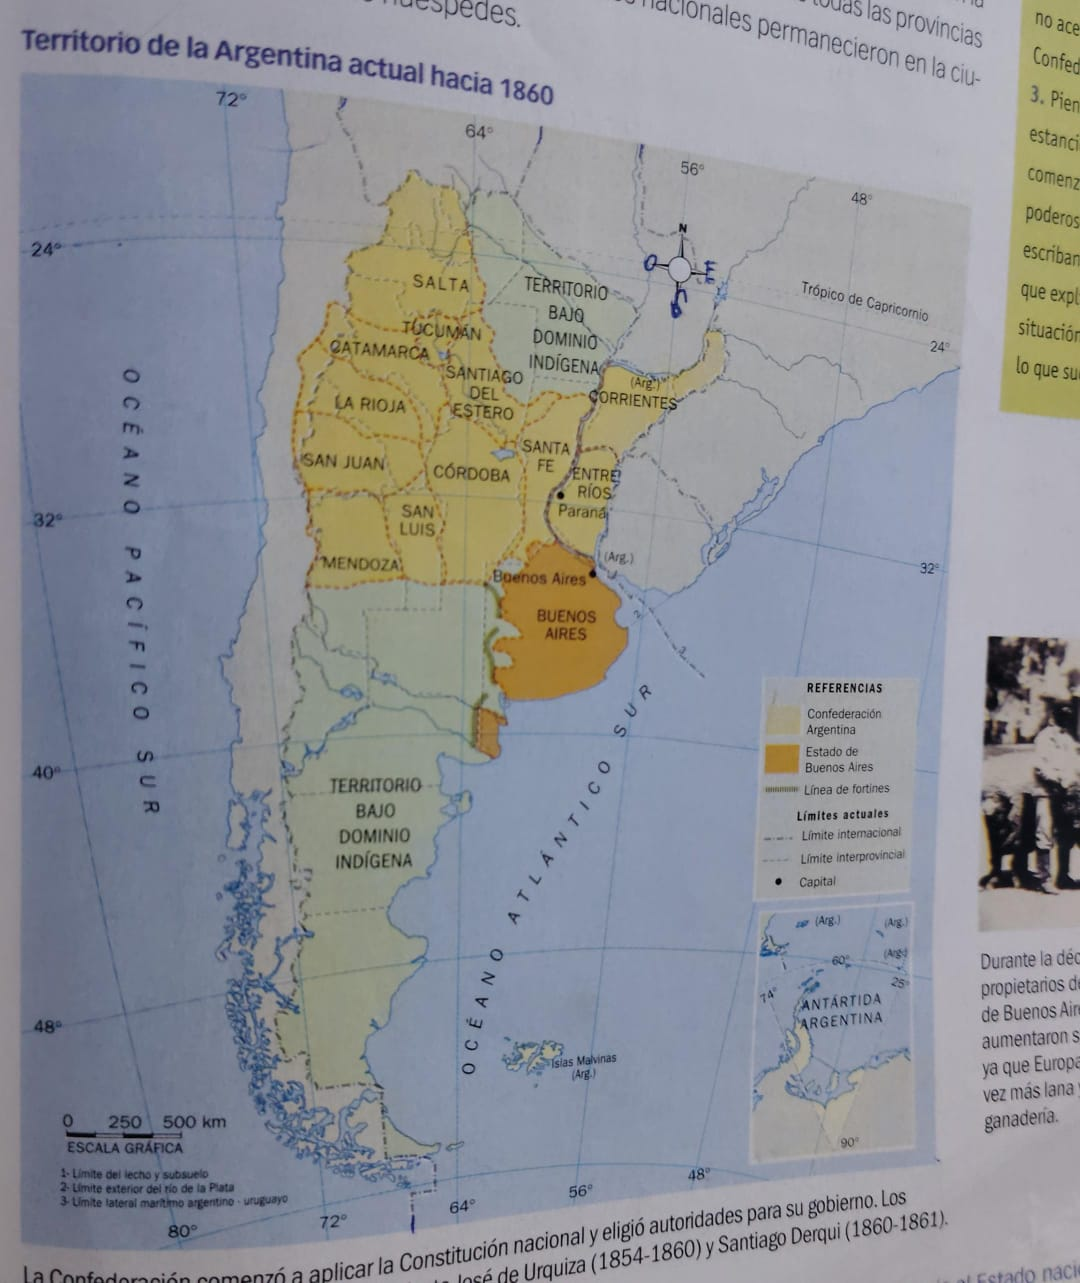 huéspedes.
nacionales permanecieron en la ciu-
todas las provincias
Territorio de la Argentina actual hacia 1860
72°
64°
56°
48°
24°
N
O
E
SALTA
TERRITORIO
BAJO
DOMINIO
INDÍGENA
Trópico de Capricornio
24°
TUCUMÁN
CATAMARCA
SANTIAGO
DEL
ESTERO
(Arg.)
CORRIENTES
LA RIOJA
SAN JUAN
CÓRDOBA
SANTA
FE
ENTRE
RÍOS
Paraná
32°
SAN
LUIS
MENDOZA
(Arg.)
32°
Buenos Aires
BUENOS
AIRES
2
3
OCÉANO PACÍFICO SUR
OCÉANO ATLÁNTICO SUR
40°
TERRITORIO
BAJO
DOMINIO
INDÍGENA
REFERENCIAS
Confederación
Argentina
Estado de
Buenos Aires
Línea de fortines
Límites actuales
Límite internacional
Límite interprovincial
Capital
(Arg.)
(Arg.)
(Arg.)
60°
25°
74°
ANTÁRTIDA
ARGENTINA
90°
48°
Islas Malvinas
(Arg.)
0 250 500 km
ESCALA GRÁFICA
1- Límite del lecho y subsuelo
2- Límite exterior del río de la Plata
3- Límite lateral marítimo argentino - uruguayo
80°
72°
64°
56°
48°
La Confederación comenzó a aplicar la Constitución nacional y eligió autoridades para su gobierno. Los
José de Urquiza (1854-1860) y Santiago Derqui (1860-1861).
no ace
Confed
3. Pien
estanci
comenz
poderos
escriban
que expl
situación
lo que su
Durante la déc
propietarios de
de Buenos Aire
aumentaron s
ya que Europa
vez más lana
ganadería.
Estado naci